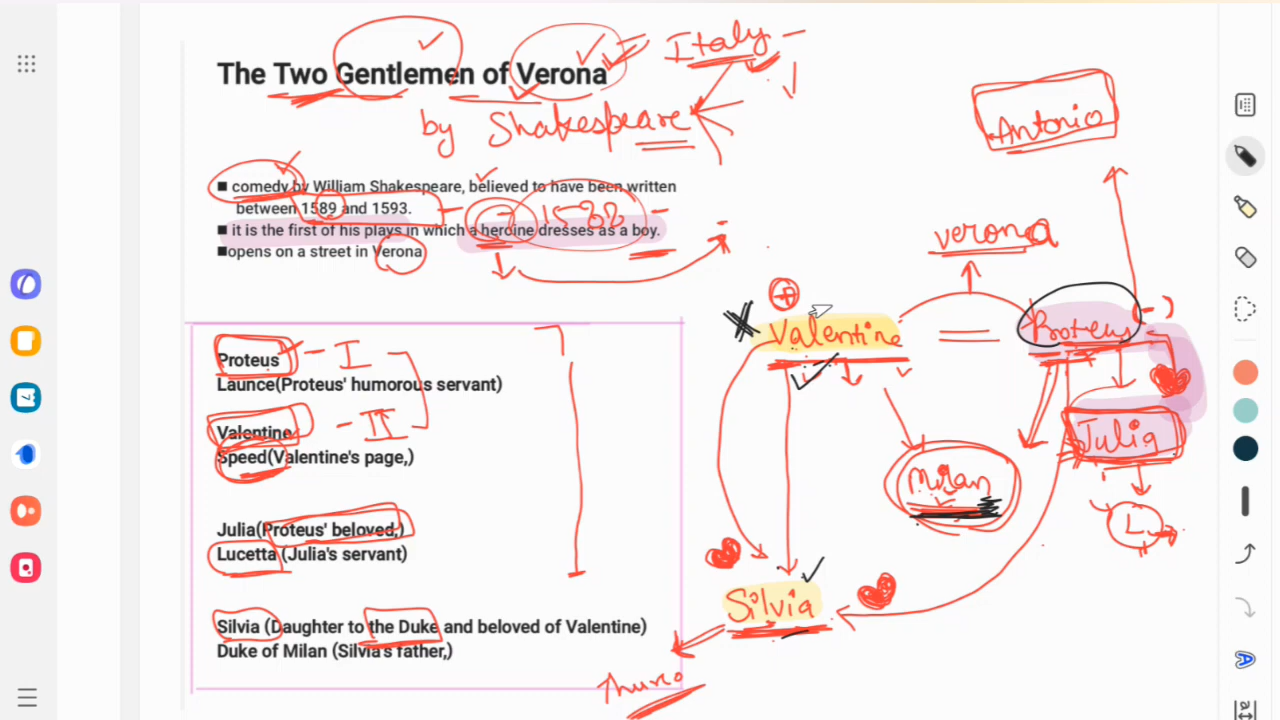 The Two Gentlemen of Verona
Italy
by Shakespeare
Antonio
■ comedy by William Shakespeare, believed to have been written
between 1589 and 1593.
1588
■ it is the first of his plays in which a heroine dresses as a boy.
■opens on a street in Verona
verona
Valentine
Proteus
Julia
Milan
L
Silvia
Thurio
Proteus
I
Launce(Proteus' humorous servant)
Valentine
II
Speed(Valentine's page,)
Julia(Proteus' beloved,)
Lucetta (Julia's servant)
Silvia (Daughter to the Duke and beloved of Valentine)
Duke of Milan (Silvia's father,)